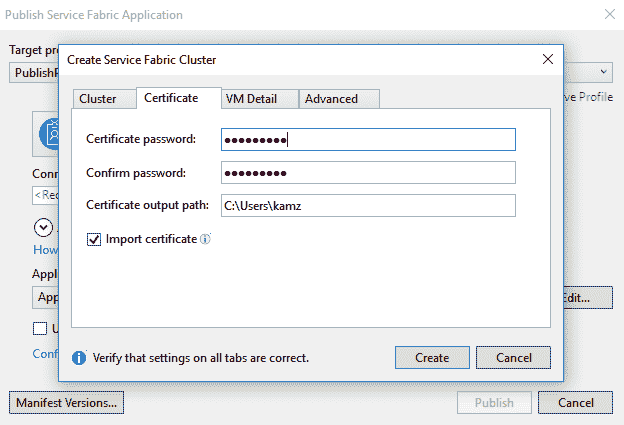 Publish Service Fabric Application
Target pr
PublishP
ve Profile
Create Service Fabric Cluster
Cluster
Certificate
VM Detail
Advanced
Certificate password:
●●●●●●●●●
Confirm password:
●●●●●●●●●
Certificate output path:
C:\Users\kamz
Import certificate
Conn
<Rec
How
Appl
App
Edit...
U
Conf
Verify that settings on all tabs are correct.
Create
Cancel
Manifest Versions...
Publish
Cancel